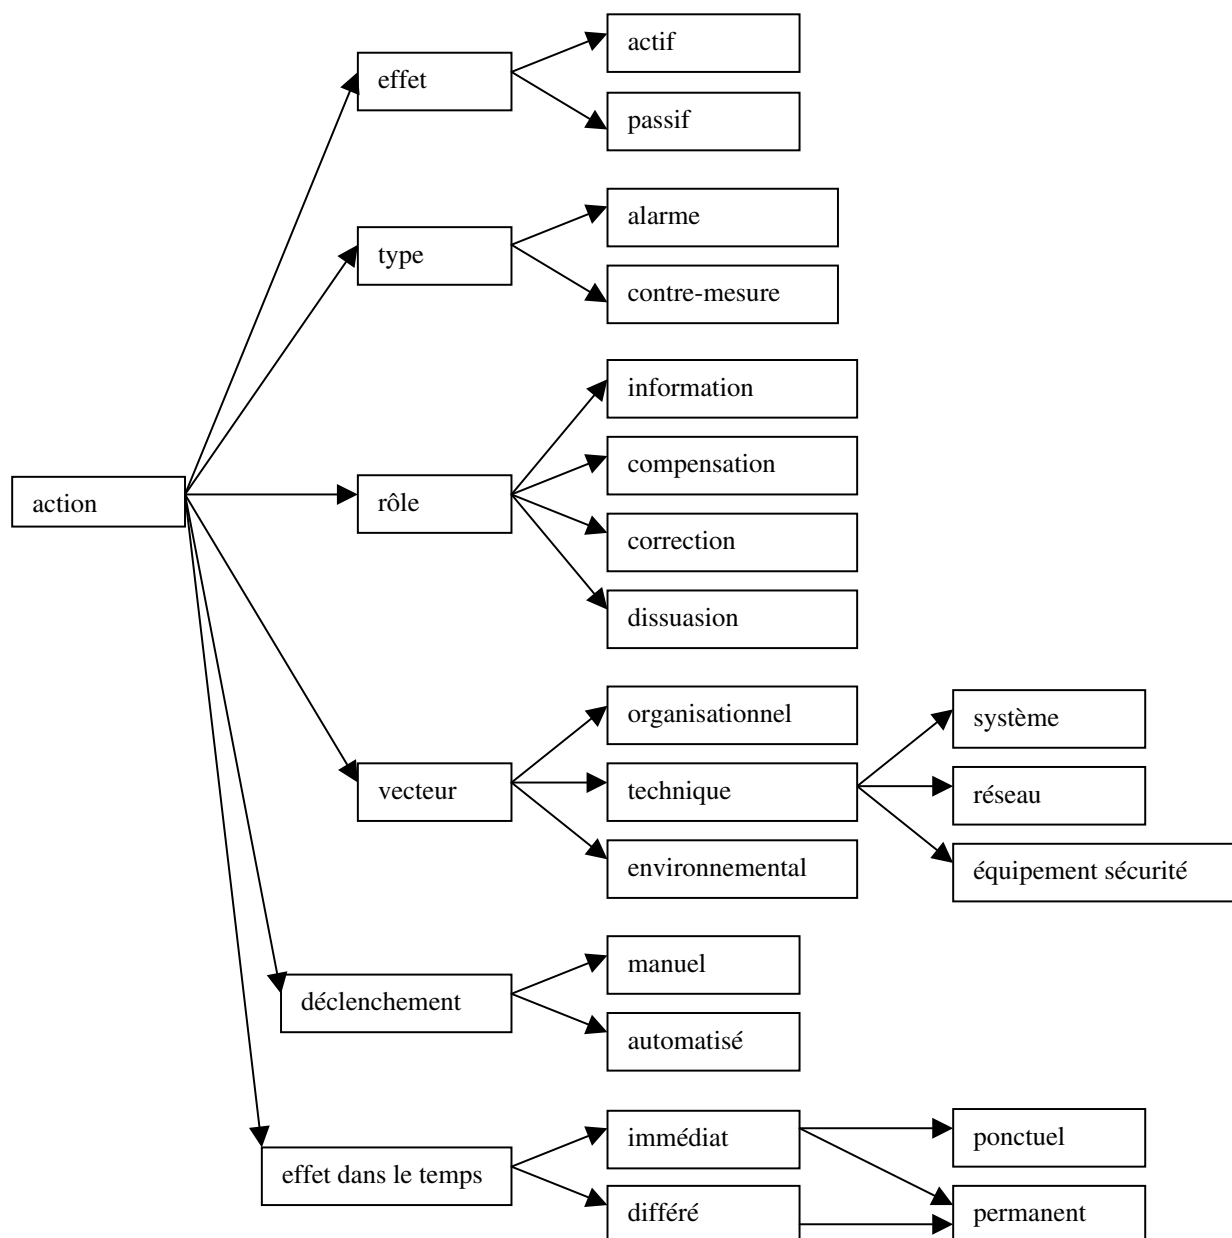 action
effet
actif
passif
type
alarme
contre-mesure
rôle
information
compensation
correction
dissuasion
vecteur
organisationnel
technique
système
réseau
équipement sécurité
environnemental
déclenchement
manuel
automatisé
effet dans le temps
immédiat
ponctuel
différé
permanent